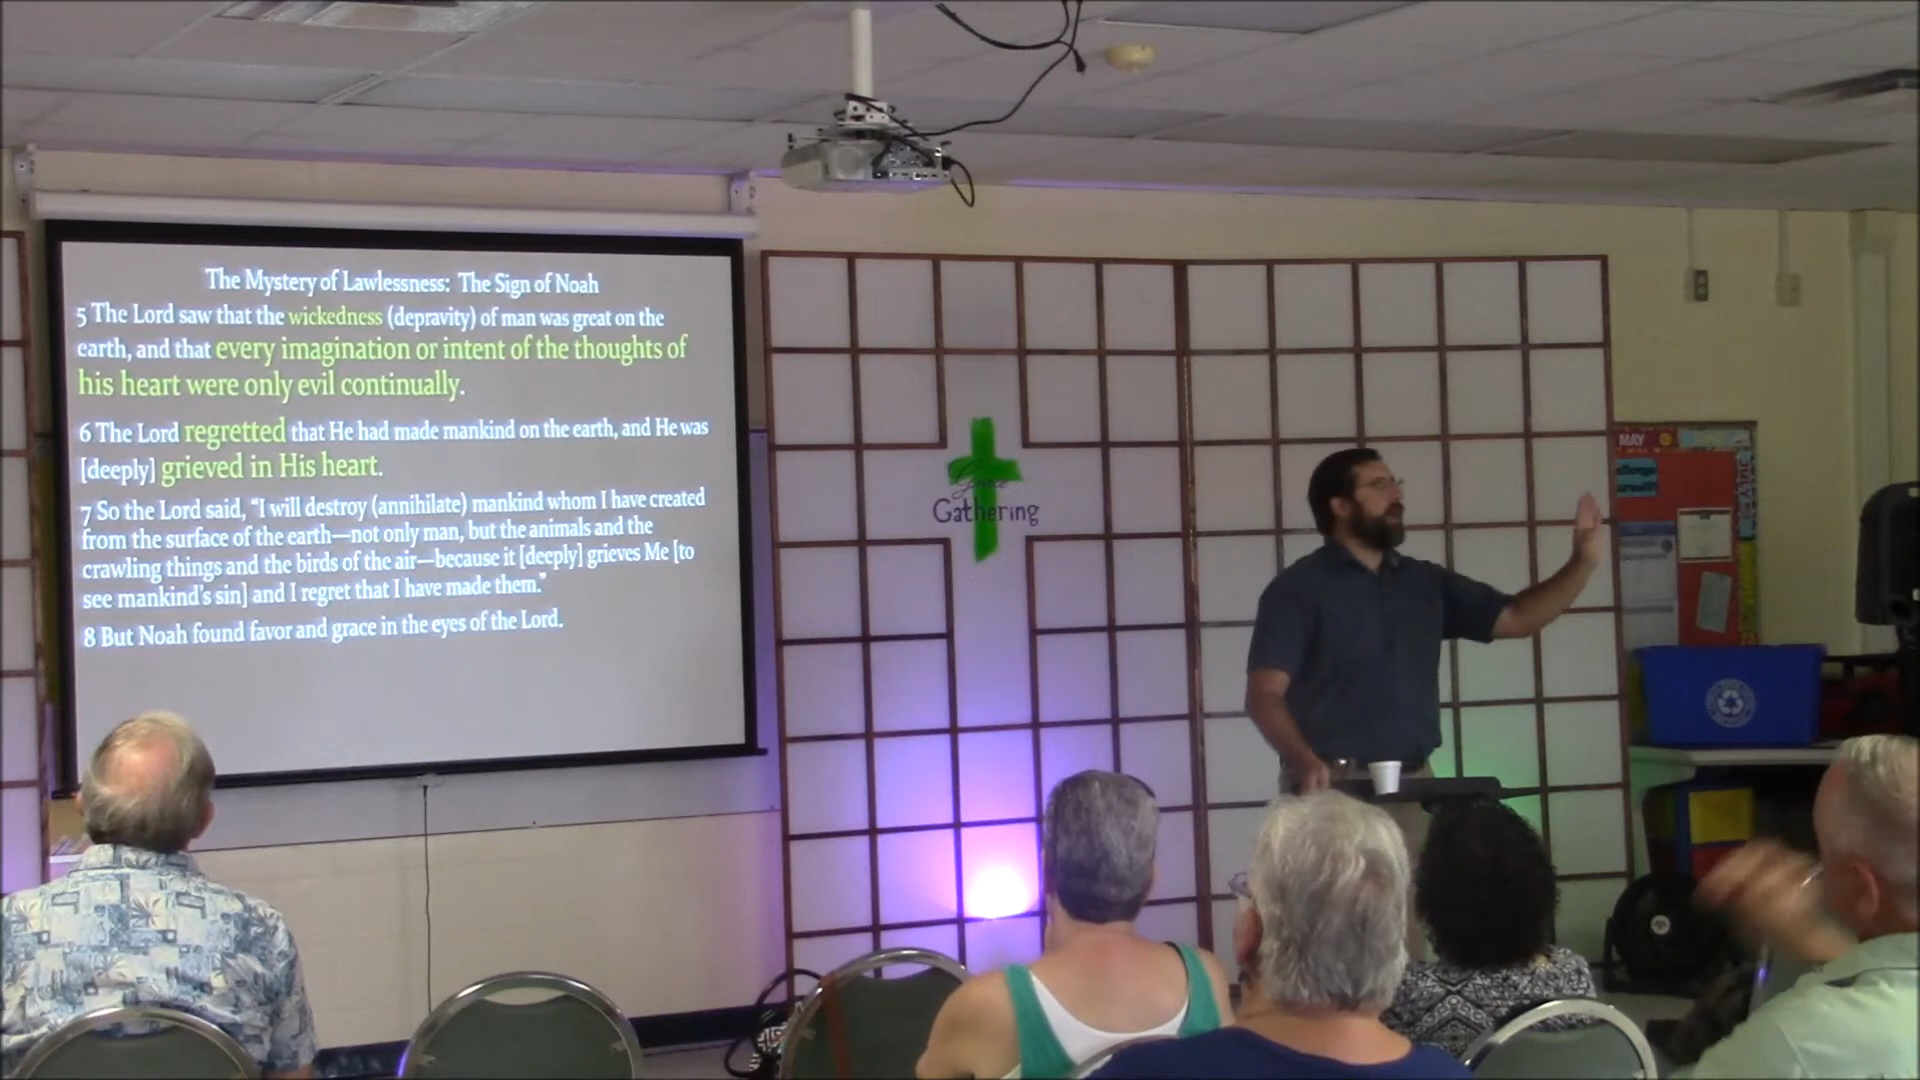 The Mystery of Lawlessness: The Sign of Noah
5 The Lord saw that the wickedness (depravity) of man was great on the
earth, and that every imagination or intent of the thoughts of
his heart were only evil continually.
6 The Lord regretted that He had made mankind on the earth, and He was
[deeply] grieved in His heart.
7 So the Lord said, “I will destroy (annihilate) mankind whom I have created
from the surface of the earth—not only man, but the animals and the
crawling things and the birds of the air—because it [deeply] grieves Me [to
see mankind’s sin] and I regret that I have made them.”
8 But Noah found favor and grace in the eyes of the Lord.
Grace
Gathering
MAY